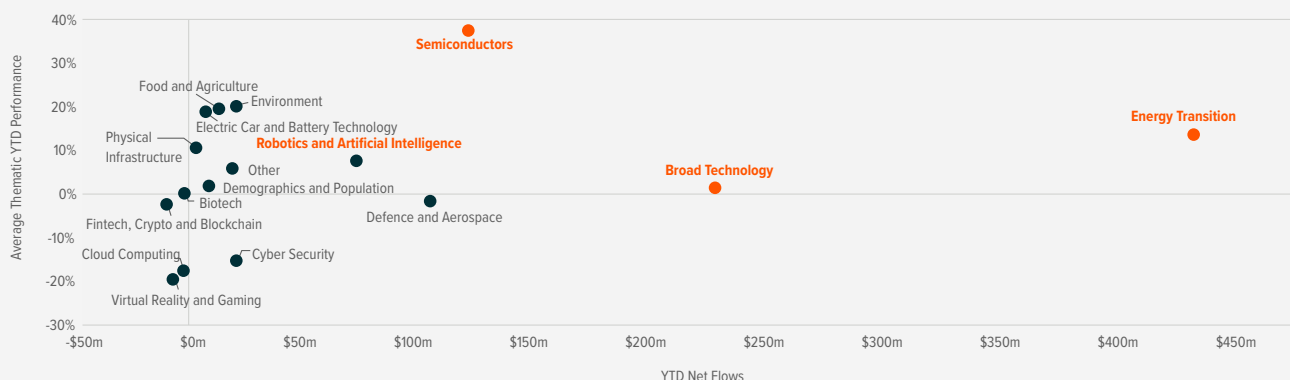 Average Thematic YTD Performance
40%
30%
20%
10%
0%
-10%
-20%
-30%
Semiconductors
Food and Agriculture
Environment
Electric Car and Battery Technology
Energy Transition
Physical
Infrastructure
Robotics and Artificial Intelligence
Other
Broad Technology
Demographics and Population
Biotech
Defence and Aerospace
Fintech, Crypto and Blockchain
Cloud Computing
Cyber Security
Virtual Reality and Gaming
-$50m
$0m
$50m
$100m
$150m
$200m
$250m
$300m
$350m
$400m
$450m
YTD Net Flows